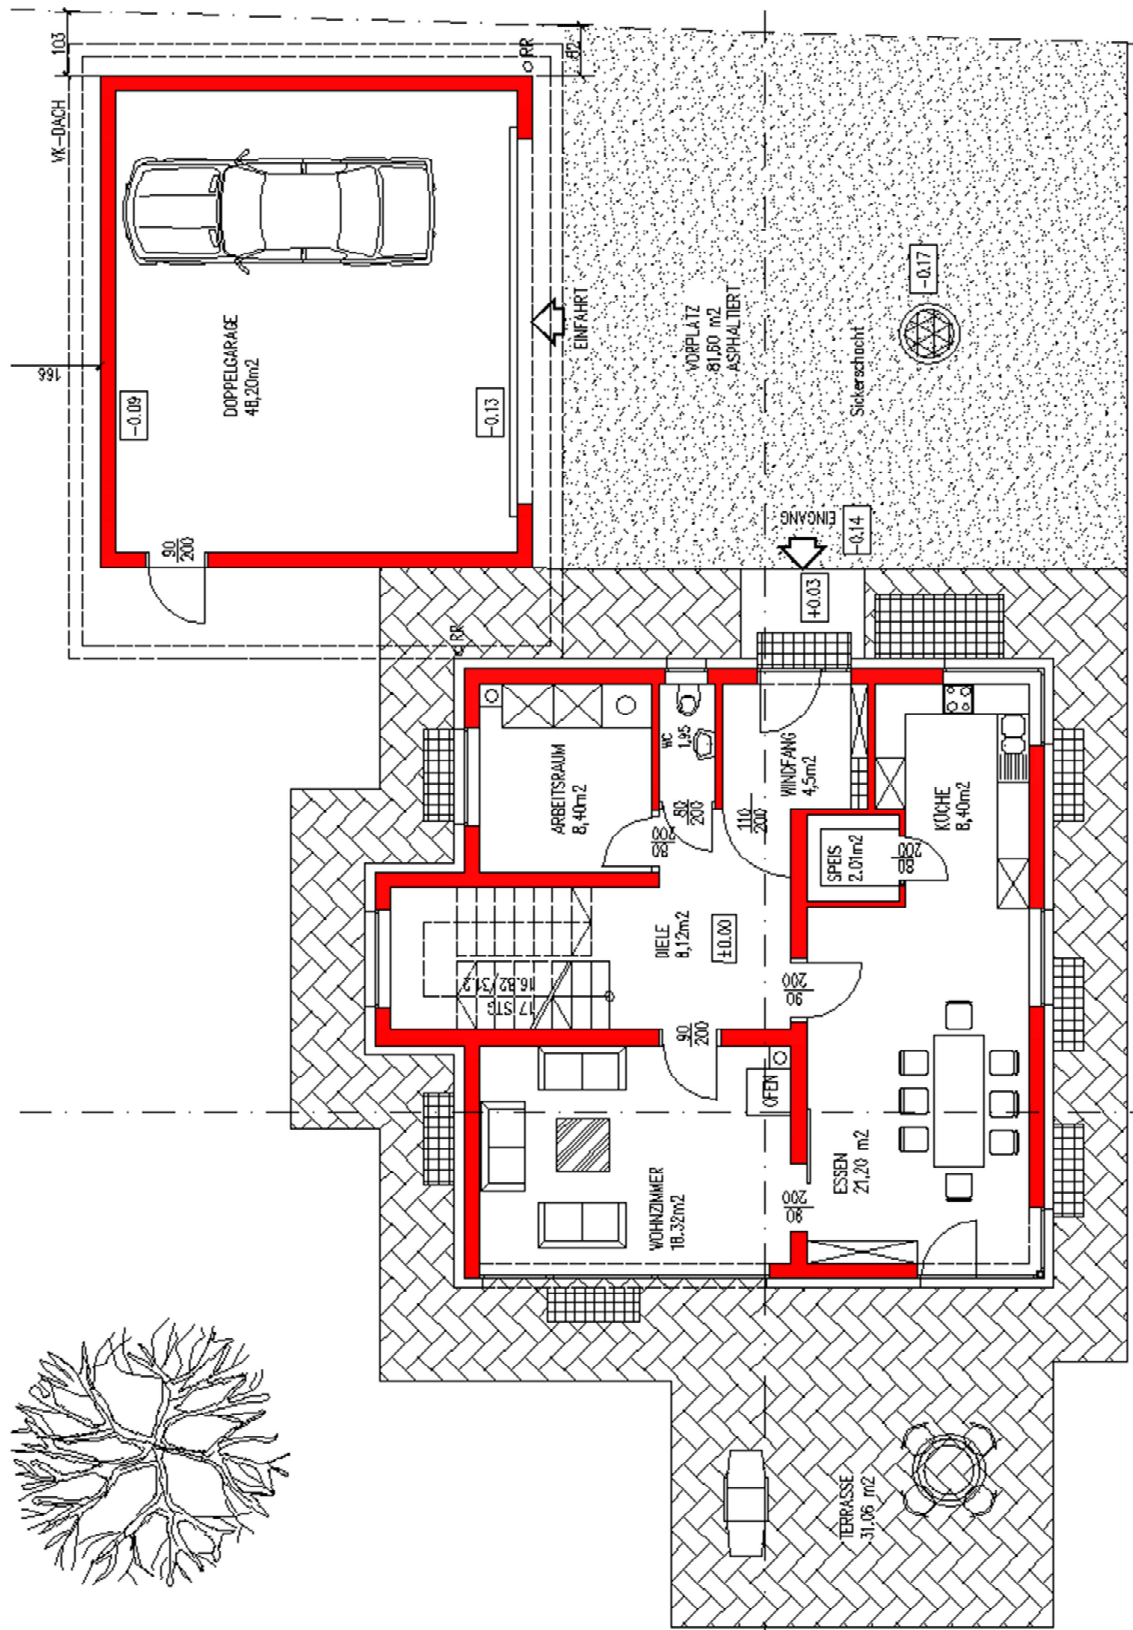 103
82
RR
VK-DACH
166
DOPPELGARAGE
48,20m2
-0.09
-0.13
EINFAHRT
VORPLATZ
81,60 m2
ASPHALTIERT
-0.17
Sickerschacht
90
200
EINGANG
-0.14
+0.03
RR
ARBEITSRAUM
8,40m2
WC
1,95
WINDFANG
4,5m2
KÜCHE
8,40m2
80
200
80
200
110
200
SPEIS
2.01m2
80
200
DIELE
8,12m2
±0.00
17 STG
16.82/31.2
90
200
90
200
OFEN
WOHNZIMMER
18.32m2
80
200
ESSEN
21,20 m2
TERRASSE
31,06 m2